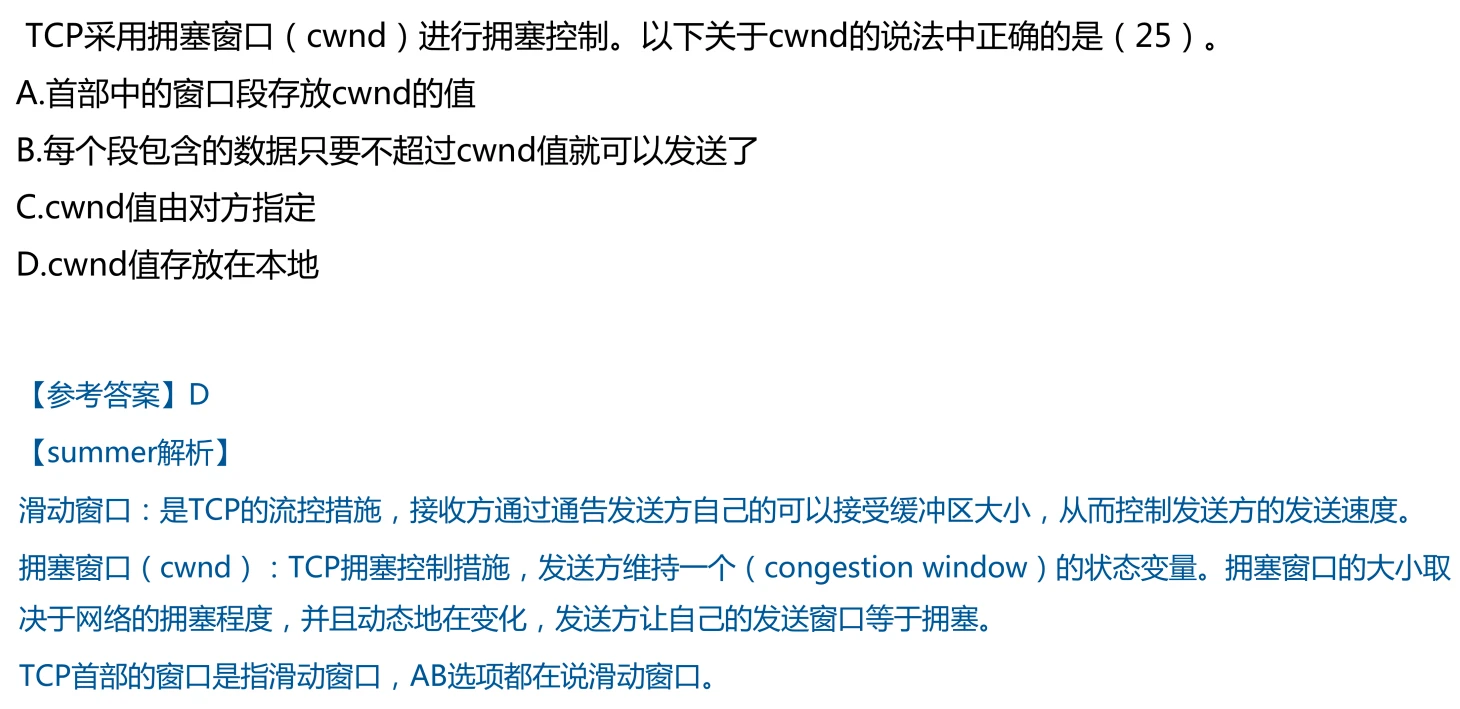 TCP采用拥塞窗口（cwnd）进行拥塞控制。以下关于cwnd的说法中正确的是（25）。
A.首部中的窗口段存放cwnd的值
B.每个段包含的数据只要不超过cwnd值就可以发送了
C.cwnd值由对方指定
D.cwnd值存放在本地
【参考答案】D
【summer解析】
滑动窗口：是TCP的流控措施，接收方通过通告发送方自己的可以接受缓冲区大小，从而控制发送方的发送速度。
拥塞窗口（cwnd）：TCP拥塞控制措施，发送方维持一个（congestion window）的状态变量。拥塞窗口的大小取
决于网络的拥塞程度，并且动态地在变化，发送方让自己的发送窗口等于拥塞。
TCP首部的窗口是指滑动窗口，AB选项都在说滑动窗口。